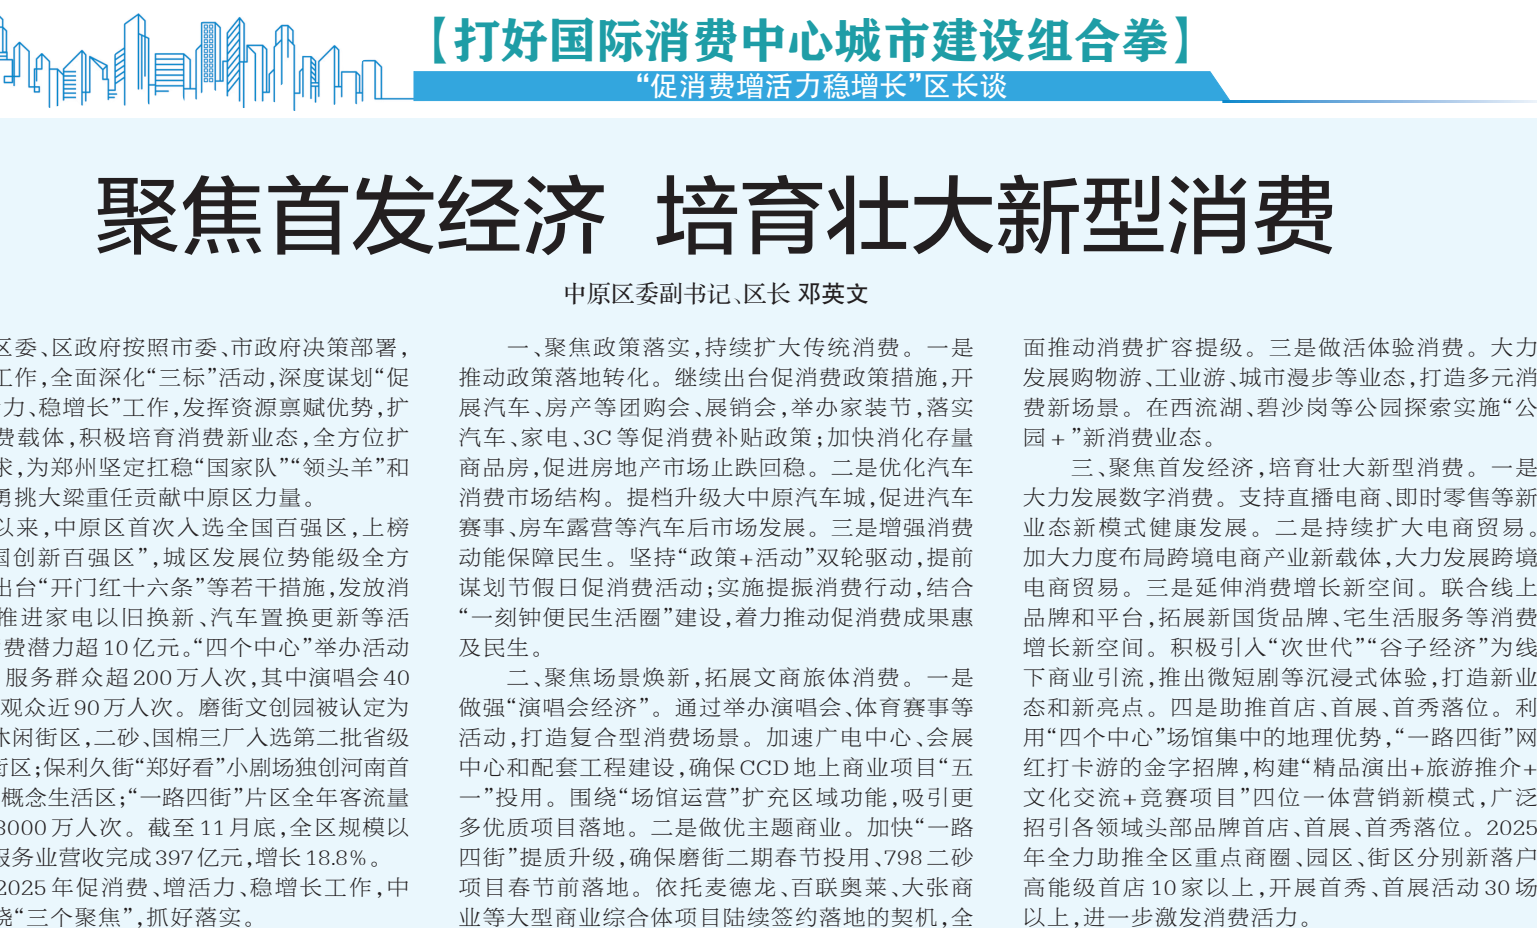 【打好国际消费中心城市建设组合拳】
“促消费增活力稳增长”区长谈
聚焦首发经济 培育壮大新型消费
中原区委副书记、区长 邓英文
区委、区政府按照市委、市政府决策部署，
工作，全面深化“三标”活动，深度谋划“促
力、稳增长”工作，发挥资源禀赋优势，扩
费载体，积极培育消费新业态，全方位扩
求，为郑州坚定扛稳“国家队”“领头羊”和
勇挑大梁重任贡献中原区力量。
以来，中原区首次入选全国百强区，上榜
国创新百强区”，城区发展位势能级全方
出台“开门红十六条”等若干措施，发放消
推进家电以旧换新、汽车置换更新等活
费潜力超10亿元。“四个中心”举办活动
服务群众超200万人次，其中演唱会40
观众近90万人次。磨街文创园被认定为
休闲街区，二砂、国棉三厂入选第二批省级
街区；保利久街“郑好看”小剧场独创河南首
概念生活区；“一路四街”片区全年客流量
3000万人次。截至11月底，全区规模以
服务业营收完成397亿元，增长18.8%。
2025年促消费、增活力、稳增长工作，中
绕“三个聚焦”，抓好落实。
一、聚焦政策落实，持续扩大传统消费。一是
推动政策落地转化。继续出台促消费政策措施，开
展汽车、房产等团购会、展销会，举办家装节，落实
汽车、家电、3C等促消费补贴政策；加快消化存量
商品房，促进房地产市场止跌回稳。二是优化汽车
消费市场结构。提档升级大中原汽车城，促进汽车
赛事、房车露营等汽车后市场发展。三是增强消费
动能保障民生。坚持“政策+活动”双轮驱动，提前
谋划节假日促消费活动；实施提振消费行动，结合
“一刻钟便民生活圈”建设，着力推动促消费成果惠
及民生。
二、聚焦场景焕新，拓展文商旅体消费。一是
做强“演唱会经济”。通过举办演唱会、体育赛事等
活动，打造复合型消费场景。加速广电中心、会展
中心和配套工程建设，确保CCD地上商业项目“五
一”投用。围绕“场馆运营”扩充区域功能，吸引更
多优质项目落地。二是做优主题商业。加快“一路
四街”提质升级，确保磨街二期春节投用、798二砂
项目春节前落地。依托麦德龙、百联奥莱、大张商
业等大型商业综合体项目陆续签约落地的契机，全
面推动消费扩容提级。三是做活体验消费。大力
发展购物游、工业游、城市漫步等业态，打造多元消
费新场景。在西流湖、碧沙岗等公园探索实施“公
园+”新消费业态。
三、聚焦首发经济，培育壮大新型消费。一是
大力发展数字消费。支持直播电商、即时零售等新
业态新模式健康发展。二是持续扩大电商贸易。
加大力度布局跨境电商产业新载体，大力发展跨境
电商贸易。三是延伸消费增长新空间。联合线上
品牌和平台，拓展新国货品牌、宅生活服务等消费
增长新空间。积极引入“次世代”“谷子经济”为线
下商业引流，推出微短剧等沉浸式体验，打造新业
态和新亮点。四是助推首店、首展、首秀落位。利
用“四个中心”场馆集中的地理优势，“一路四街”网
红打卡游的金字招牌，构建“精品演出+旅游推介+
文化交流+竞赛项目”四位一体营销新模式，广泛
招引各领域头部品牌首店、首展、首秀落位。2025
年全力助推全区重点商圈、园区、街区分别新落户
高能级首店10家以上，开展首秀、首展活动30场
以上，进一步激发消费活力。